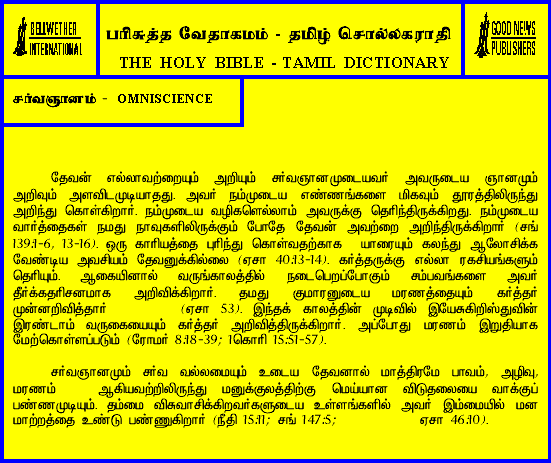 BELLWETHER
INTERNATIONAL
பரிசுத்த வேதாகமம் - தமிழ் சொல்லகராதி
THE HOLY BIBLE - TAMIL DICTIONARY
GOOD NEWS
PUBLISHERS
சர்வஞானம் - OMNISCIENCE
தேவன் எல்லாவற்றையும் அறியும் சர்வஞானமுடையவர் அவருடைய ஞானமும்
அறிவும் அளவிடமுடியாதது. அவர் நம்முடைய எண்ணங்களை மிகவும் தூரத்திலிருந்து
அறிந்து கொள்கிறார். நம்முடைய வழிகளெல்லாம் அவருக்கு தெரிந்திருக்கிறது. நம்முடைய
வார்த்தைகள் நமது நாவுகளிலிருக்கும் போதே தேவன் அவற்றை அறிந்திருக்கிறார் (சங்
139:1-6, 13-16). ஒரு காரியத்தை புரிந்து கொள்வதற்காக யாரையும் கலந்து ஆலோசிக்க
வேண்டிய அவசியம் தேவனுக்கில்லை (ஏசா 40:13-14). கர்த்தருக்கு எல்லா ரகசியங்களும்
தெரியும். ஆகையினால் வருங்காலத்தில் நடைபெறப்போகும் சம்பவங்களை அவர்
தீர்க்கதரிசனமாக அறிவிக்கிறார். தமது குமாரனுடைய மரணத்தையும் கர்த்தர்
முன்னறிவித்தார் (ஏசா 53). இந்தக் காலத்தின் முடிவில் இயேசுகிறிஸ்துவின்
இரண்டாம் வருகையையும் கர்த்தர் அறிவித்திருக்கிறார். அப்போது மரணம் இறுதியாக
மேற்கொள்ளப்படும் (ரோமர் 8:18-39; 1கொரி 15:51-57).
சர்வஞானமும் சர்வ வல்லமையும் உடைய தேவனால் மாத்திரமே பாவம், அழிவு,
மரணம் ஆகியவற்றிலிருந்து மனுக்குலத்திற்கு மெய்யான விடுதலையை வாக்குப்
பண்ணமுடியும். தம்மை விசுவாசிக்கிறவர்களுடைய உள்ளங்களில் அவர் இம்மையில் மன
மாற்றத்தை உண்டு பண்ணுகிறார் (நீதி 15:11; சங் 147:5; ஏசா 46:10).